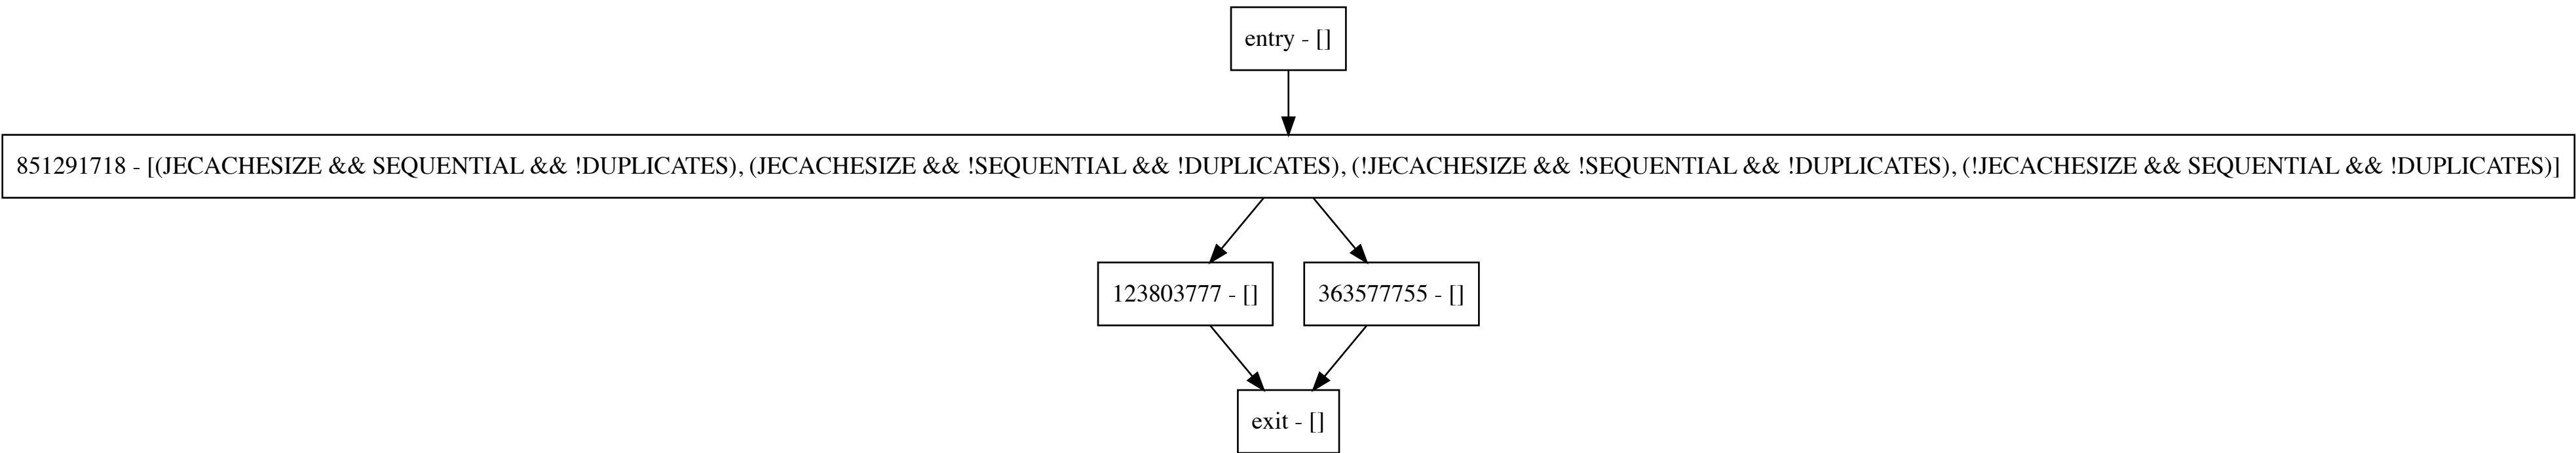 entry - []
851291718 - [(JECACHESIZE && SEQUENTIAL && !DUPLICATES), (JECACHESIZE && !SEQUENTIAL && !DUPLICATES), (!JECACHESIZE && !SEQUENTIAL && !DUPLICATES), (!JECACHESIZE && SEQUENTIAL && !DUPLICATES)]
123803777 - []
363577755 - []
exit - []